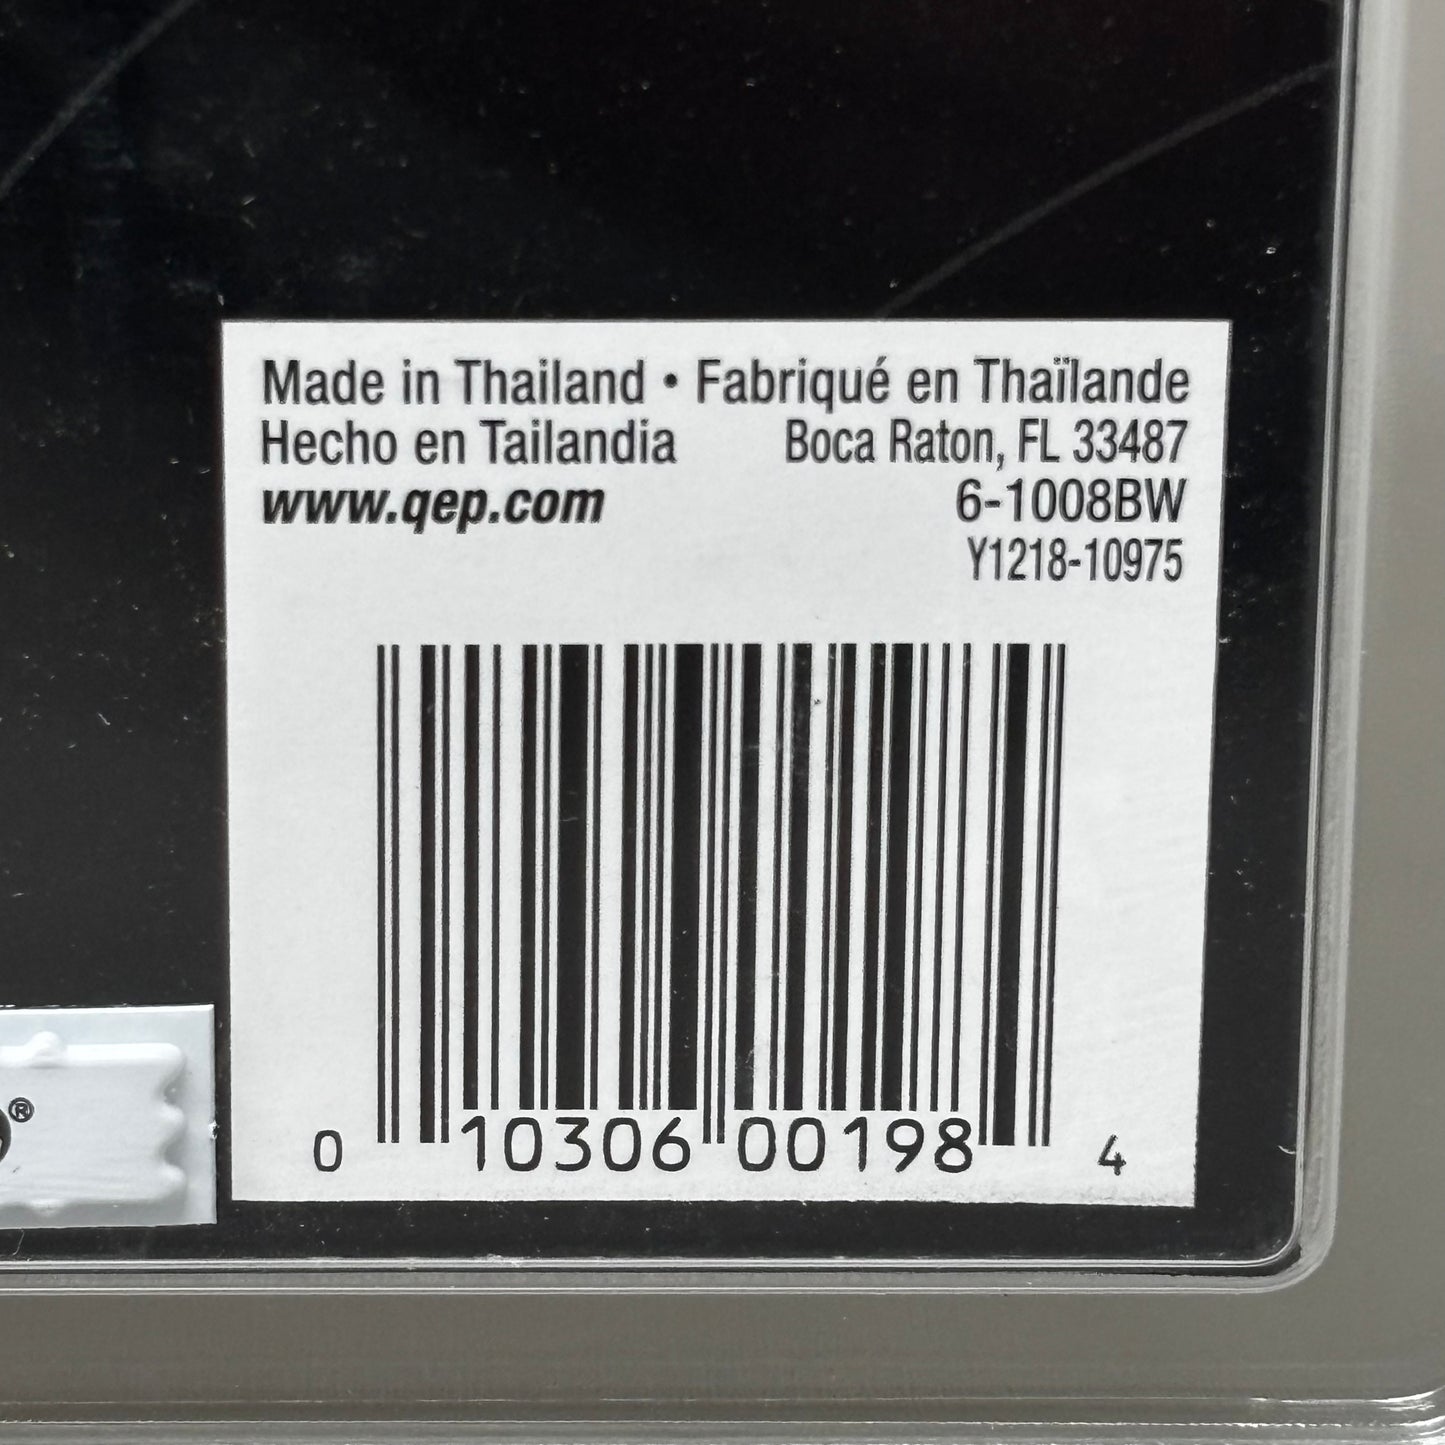 Made in Thailand • Fabriqué en Thaïlande
Hecho en Tailandia Boca Raton, FL 33487
www.qep.com 6-1008BW
Y1218-10975
0 10306 00198 4
®